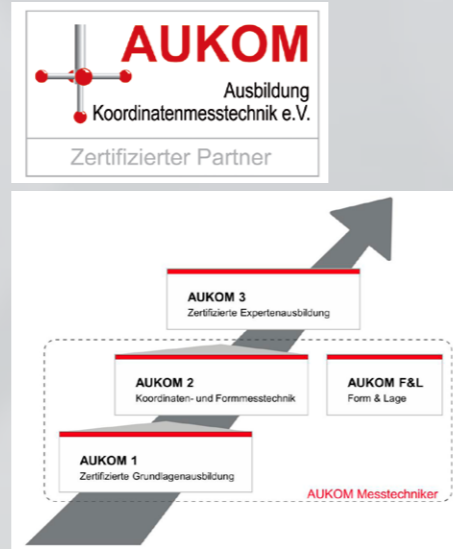 AUKOM
Ausbildung
Koordinatenmesstechnik e.V.
Zertifizierter Partner
AUKOM 3
Zertifizierte Expertenausbildung
AUKOM 2
Koordinaten- und Formmesstechnik
AUKOM F&L
Form & Lage
AUKOM 1
Zertifizierte Grundlagenausbildung
AUKOM Messtechniker